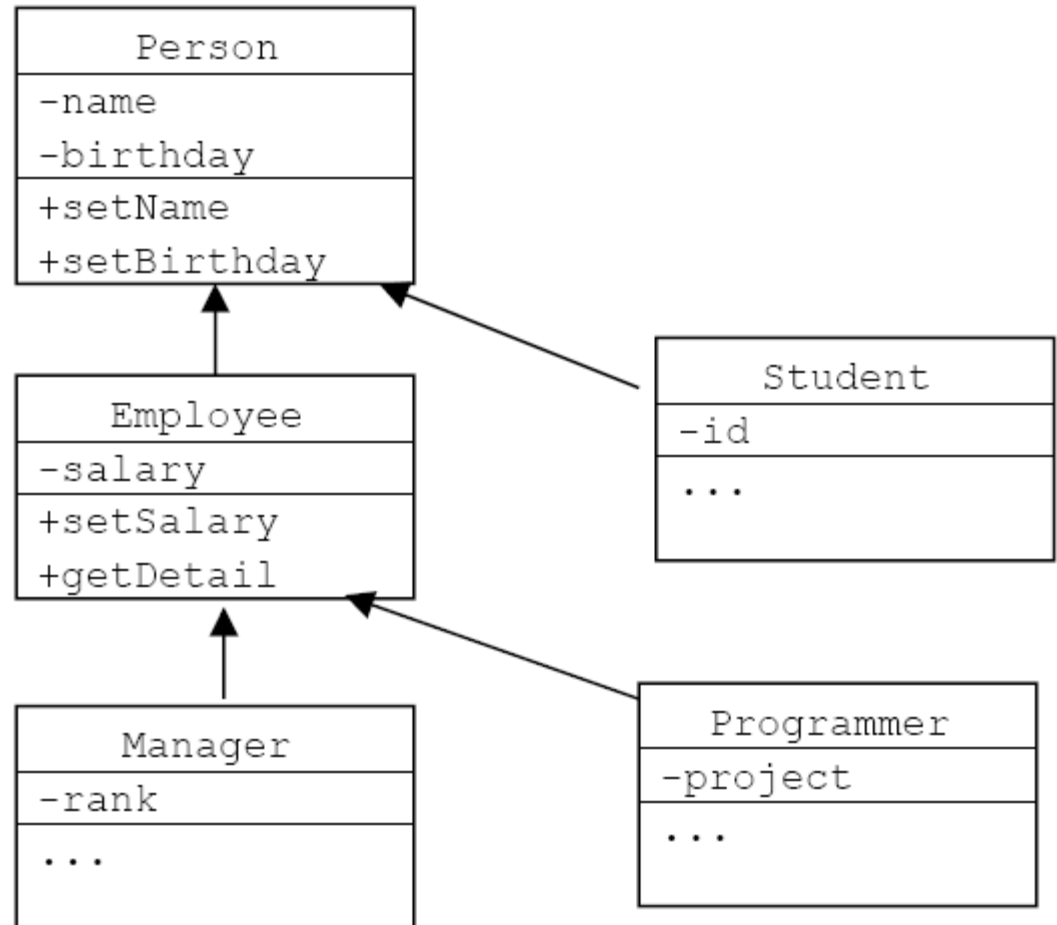 Person
-name
-birthday
+setName
+setBirthday
Student
-id
...
Employee
-salary
+setSalary
+getDetail
Manager
-rank
...
Programmer
-project
...